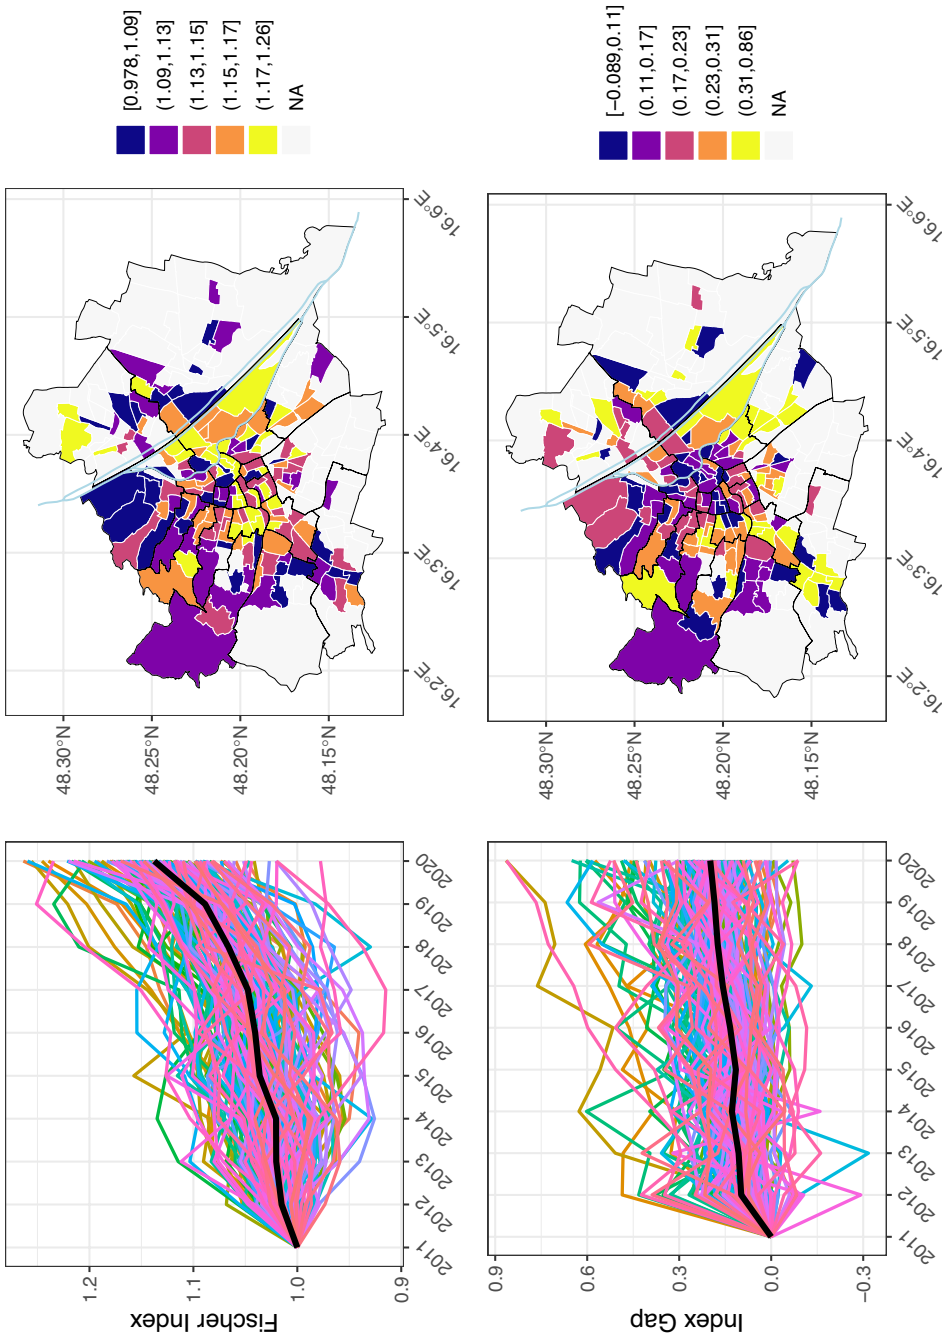 Fischer Index
1.2
1.1
1.0
0.9
2011
2012
2013
2014
2015
2016
2017
2018
2019
2020
48.30°N
48.25°N
48.20°N
48.15°N
16.2°E
16.3°E
16.4°E
16.5°E
16.6°E
[0.978,1.09]
(1.09,1.13]
(1.13,1.15]
(1.15,1.17]
(1.17,1.26]
NA
Index Gap
0.9
0.6
0.3
0.0
−0.3
2011
2012
2013
2014
2015
2016
2017
2018
2019
2020
48.30°N
48.25°N
48.20°N
48.15°N
16.2°E
16.3°E
16.4°E
16.5°E
16.6°E
[−0.089,0.11]
(0.11,0.17]
(0.17,0.23]
(0.23,0.31]
(0.31,0.86]
NA